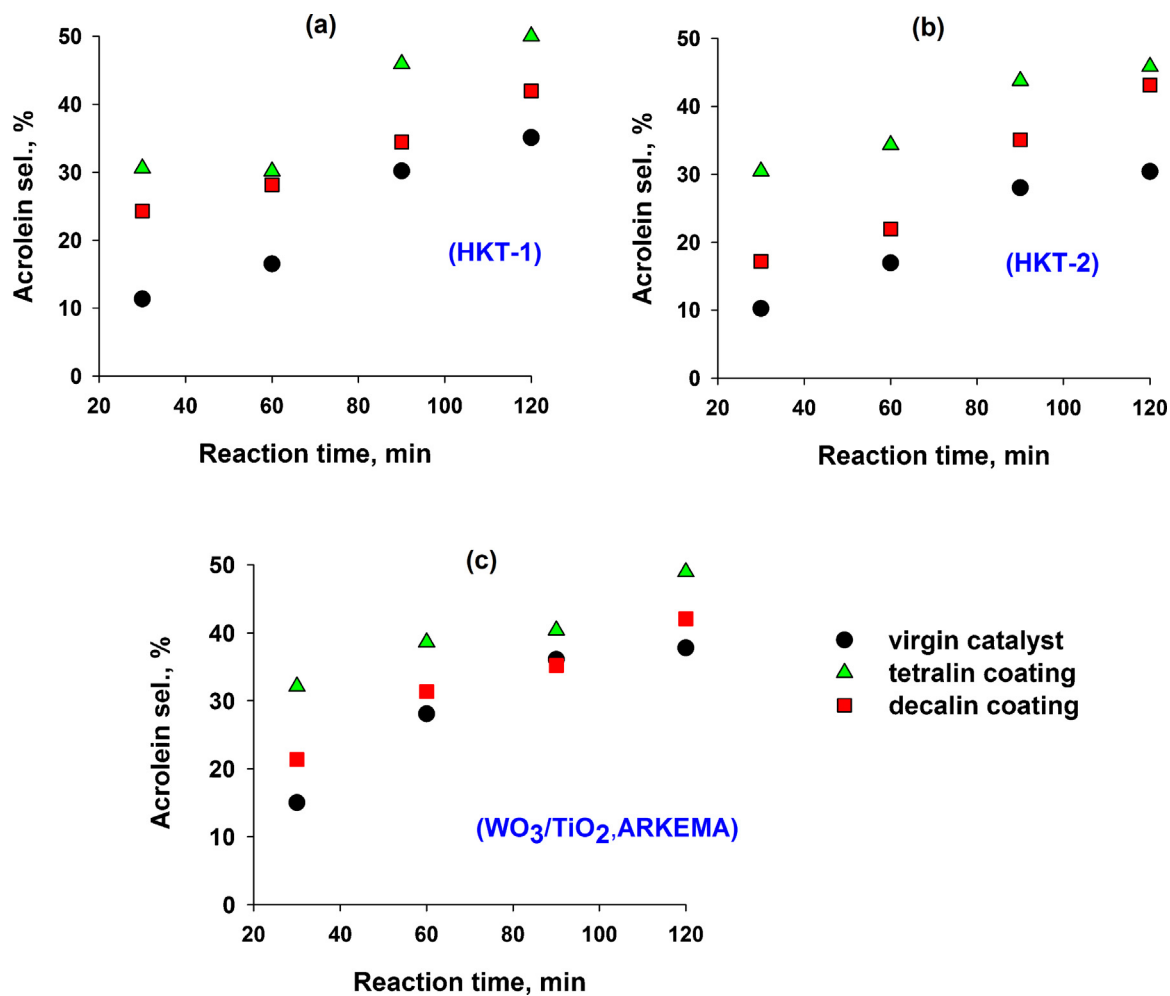 (a)
50
40
30
20
10
0
Acrolein sel., %
20 40 60 80 100 120
Reaction time, min
(HKT-1)
(b)
50
40
30
20
10
0
Acrolein sel., %
20 40 60 80 100 120
Reaction time, min
(HKT-2)
(c)
50
40
30
20
10
0
Acrolein sel., %
20 40 60 80 100 120
Reaction time, min
(WO3/TiO2,ARKEMA)
virgin catalyst
tetralin coating
decalin coating